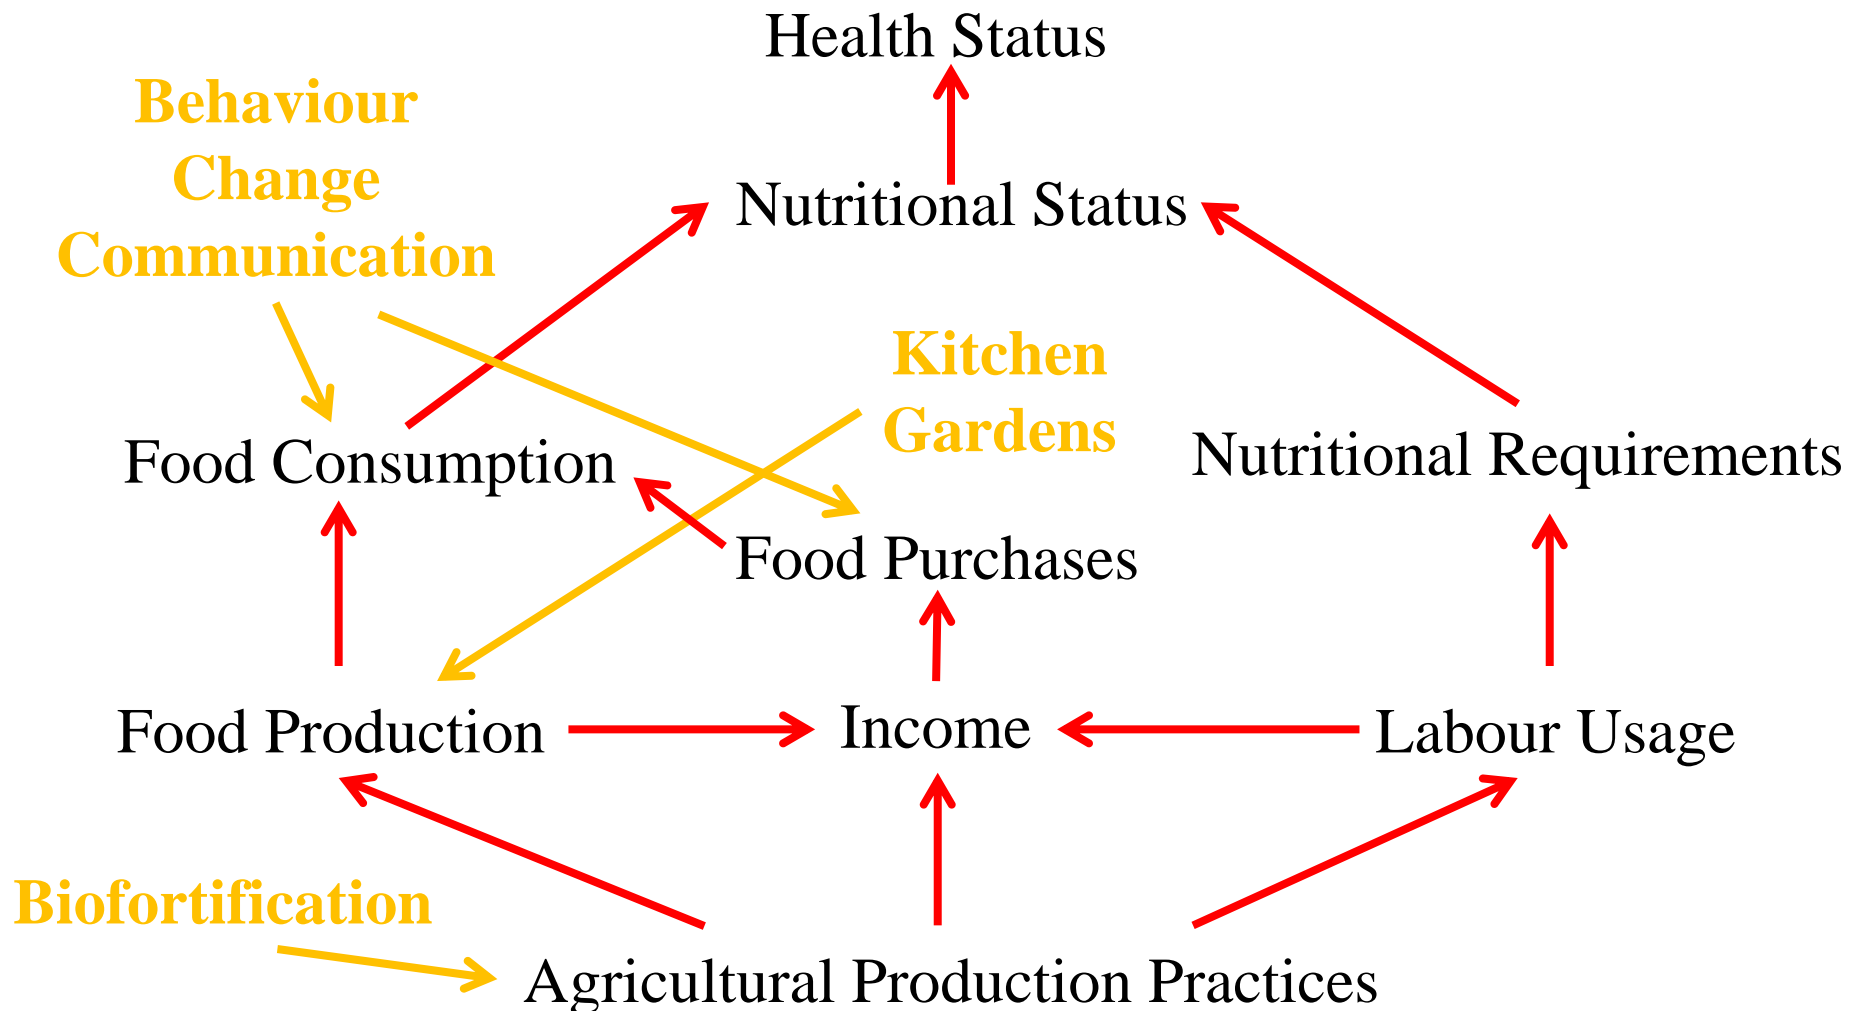 Health Status
Behaviour
Change
Communication
Nutritional Status
Kitchen
Gardens
Food Consumption
Nutritional Requirements
Food Purchases
Food Production
Income
Labour Usage
Biofortification
Agricultural Production Practices